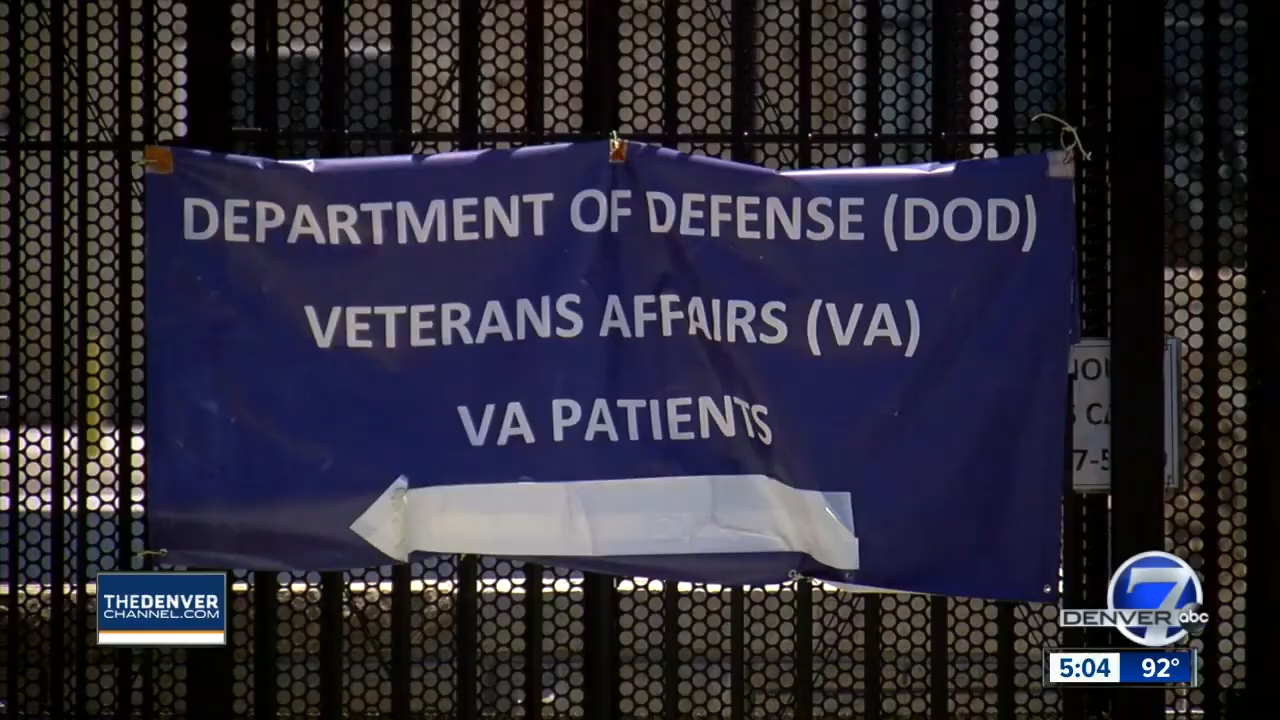 DEPARTMENT OF DEFENSE (DOD)
VETERANS AFFAIRS (VA)
VA PATIENTS
THEDENVER
CHANNEL.COM
7
DENVER abc
5:04 92°